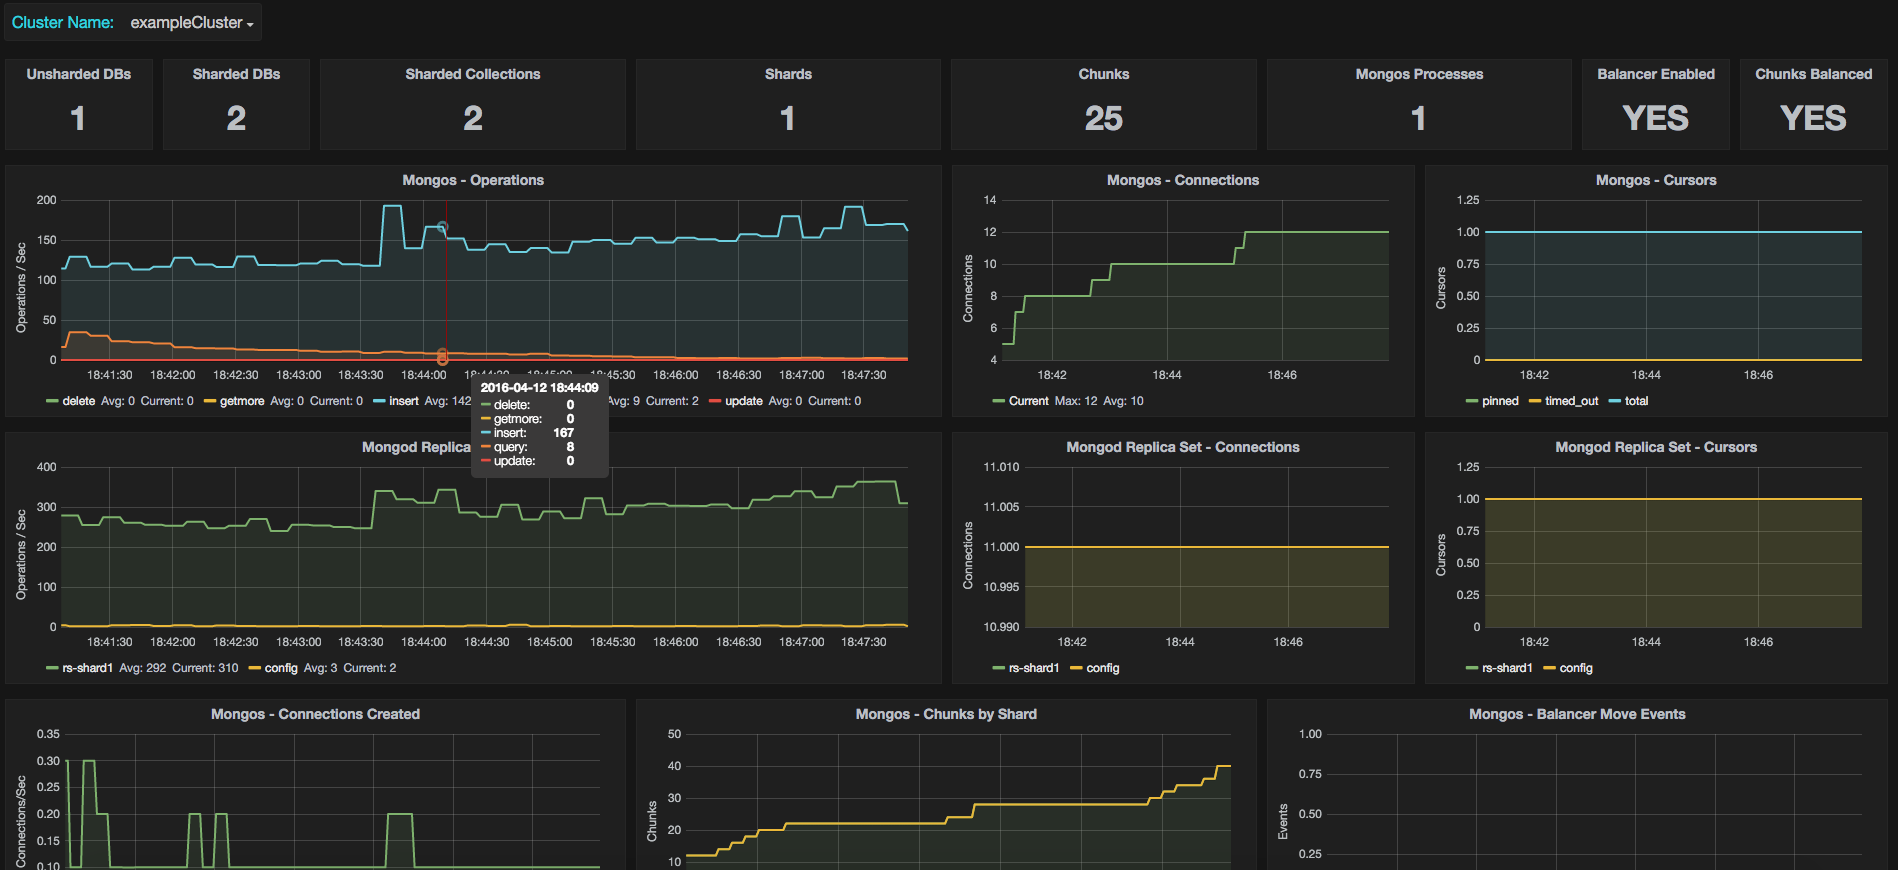 Cluster Name: exampleCluster
Unsharded DBs
1
Sharded DBs
2
Sharded Collections
2
Shards
1
Chunks
25
Mongos Processes
1
Balancer Enabled
YES
Chunks Balanced
YES
Mongos - Operations
Operations / Sec
200
150
100
50
0
18:41:30 18:42:00 18:42:30 18:43:00 18:43:30 18:44:00 18:45:30 18:46:00 18:46:30 18:47:00 18:47:30
delete Avg: 0 Current: 0 getmore Avg: 0 Current: 0 insert Avg: 142 Avg: 9 Current: 2 update Avg: 0 Current: 0
2016-04-12 18:44:09
delete: 0
getmore: 0
insert: 167
query: 8
update: 0
Mongos - Connections
Connections
14
12
10
8
6
4
18:42 18:44 18:46
Current Max: 12 Avg: 10
Mongos - Cursors
Cursors
1.25
1.00
0.75
0.50
0.25
0
18:42 18:44 18:46
pinned timed_out total
Mongod Replica
Operations / Sec
400
300
200
100
0
18:41:30 18:42:00 18:42:30 18:43:00 18:43:30 18:44:00 18:44:30 18:45:00 18:45:30 18:46:00 18:46:30 18:47:00 18:47:30
rs-shard1 Avg: 292 Current: 310 config Avg: 3 Current: 2
Mongod Replica Set - Connections
Connections
11.010
11.005
11.000
10.995
10.990
18:42 18:44 18:46
rs-shard1 config
Mongod Replica Set - Cursors
Cursors
1.25
1.00
0.75
0.50
0.25
0
18:42 18:44 18:46
rs-shard1 config
Mongos - Connections Created
Connections/Sec
0.35
0.30
0.25
0.20
0.15
0.10
Mongos - Chunks by Shard
Chunks
50
40
30
20
10
Mongos - Balancer Move Events
Events
1.00
0.75
0.50
0.25